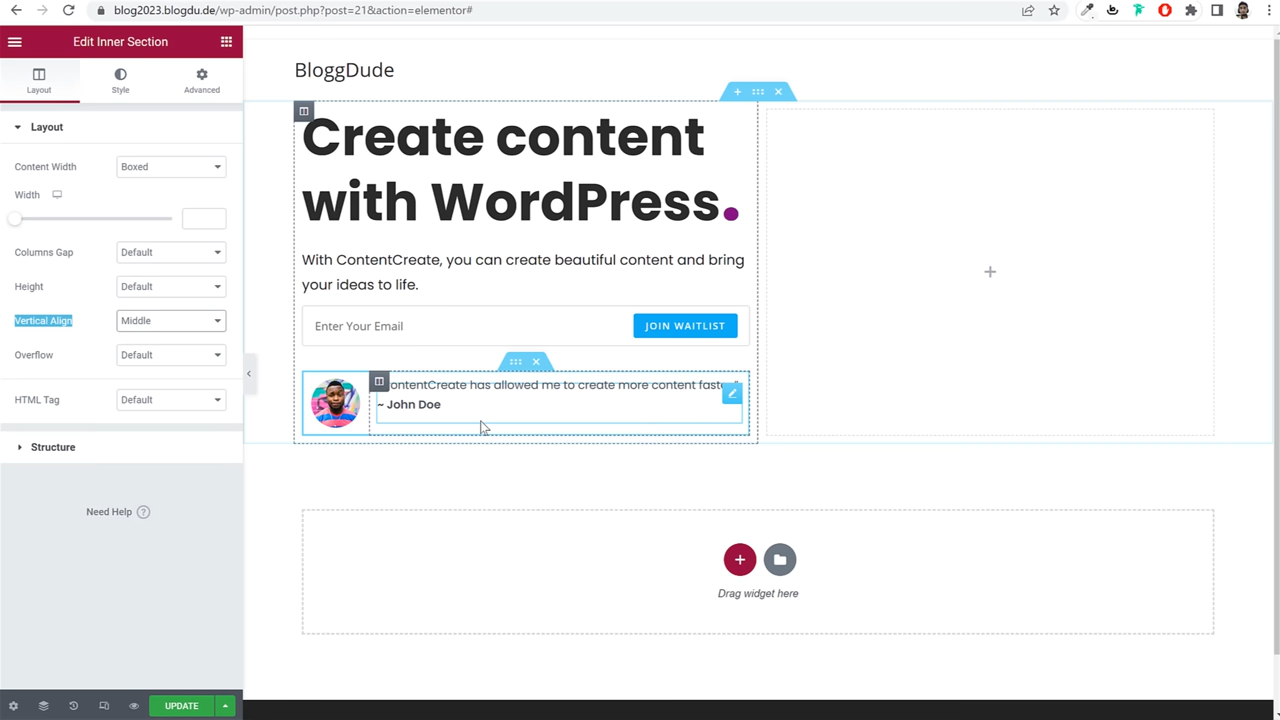 blog2023.blogdu.de/wp-admin/post.php?post=21&action=elementor#
Edit Inner Section
Layout
Style
Advanced
Layout
Content Width
Boxed
Width
Columns Gap
Default
Height
Default
Vertical Align
Middle
Overflow
Default
HTML Tag
Default
Structure
Need Help ?
UPDATE
BloggDude
Create content
with WordPress.
With ContentCreate, you can create beautiful content and bring
your ideas to life.
Enter Your Email
JOIN WAITLIST
ontentCreate has allowed me to create more content faste
~ John Doe
Drag widget here